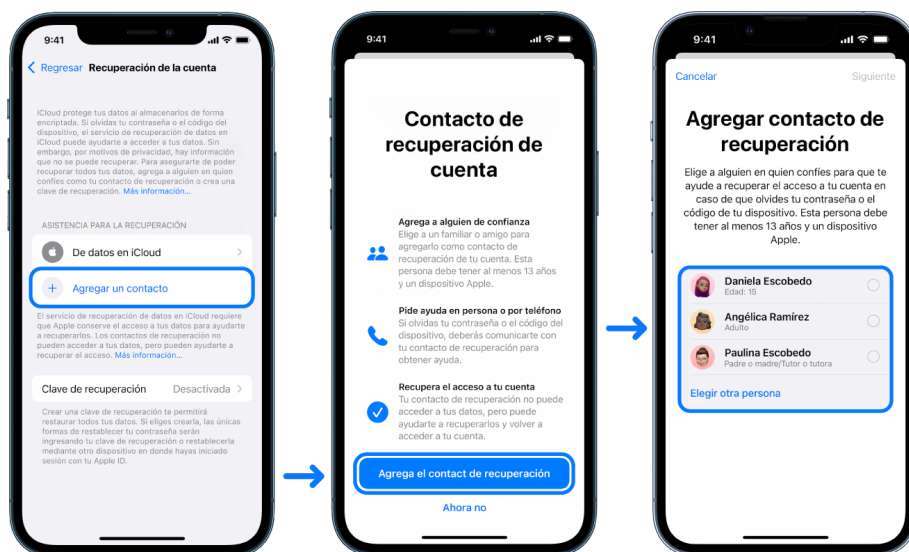 9:41
Regresar Recuperación de la cuenta
iCloud protege tus datos al almacenarlos de forma
encriptada. Si olvidas tu contraseña o el código del
dispositivo, el servicio de recuperación de datos en
iCloud puede ayudarte a acceder a tus datos. Sin
embargo, por motivos de privacidad, hay información
que no se puede recuperar. Para asegurarte de poder
recuperar todos tus datos, agrega a alguien en quien
confíes como tu contacto de recuperación o crea una
clave de recuperación. Más información...
ASISTENCIA PARA LA RECUPERACIÓN
De datos en iCloud
Agregar un contacto
El servicio de recuperación de datos en iCloud requiere
que Apple conserve el acceso a tus datos para ayudarte
a recuperarlos. Los contactos de recuperación no
pueden acceder a tus datos, pero pueden ayudarte a
recuperar el acceso. Más información...
Clave de recuperación Desactivada
Crear una clave de recuperación te permitirá
restaurar todos tus datos. Si eliges crearla, las únicas
formas de restablecer tu contraseña serán
ingresando tu clave de recuperación o restablecerla
mediante otro dispositivo en donde hayas iniciado
sesión con tu Apple ID.
9:41
Contacto de
recuperación de
cuenta
Agrega a alguien de confianza
Elige a un familiar o amigo para
agregarlo como contacto de
recuperación de tu cuenta. Esta
persona debe tener al menos 13 años
y un dispositivo Apple.
Pide ayuda en persona o por teléfono
Si olvidas tu contraseña o el código del
dispositivo, deberás comunicarte con
tu contacto de recuperación para
obtener ayuda.
Recupera el acceso a tu cuenta
Tu contacto de recuperación no puede
acceder a tus datos, pero puede
ayudarte a recuperarlos y volver a
acceder a tu cuenta.
Agrega el contact de recuperación
Ahora no
9:41
Cancelar Siguiente
Agregar contacto de
recuperación
Elige a alguien en quien confíes para que te
ayude a recuperar el acceso a tu cuenta en
caso de que olvides tu contraseña o el
código de tu dispositivo. Esta persona debe
tener al menos 13 años y un dispositivo
Apple.
Daniela Escobedo
Edad: 15
Angélica Ramírez
Adulto
Paulina Escobedo
Padre o madre/Tutor o tutora
Elegir otra persona